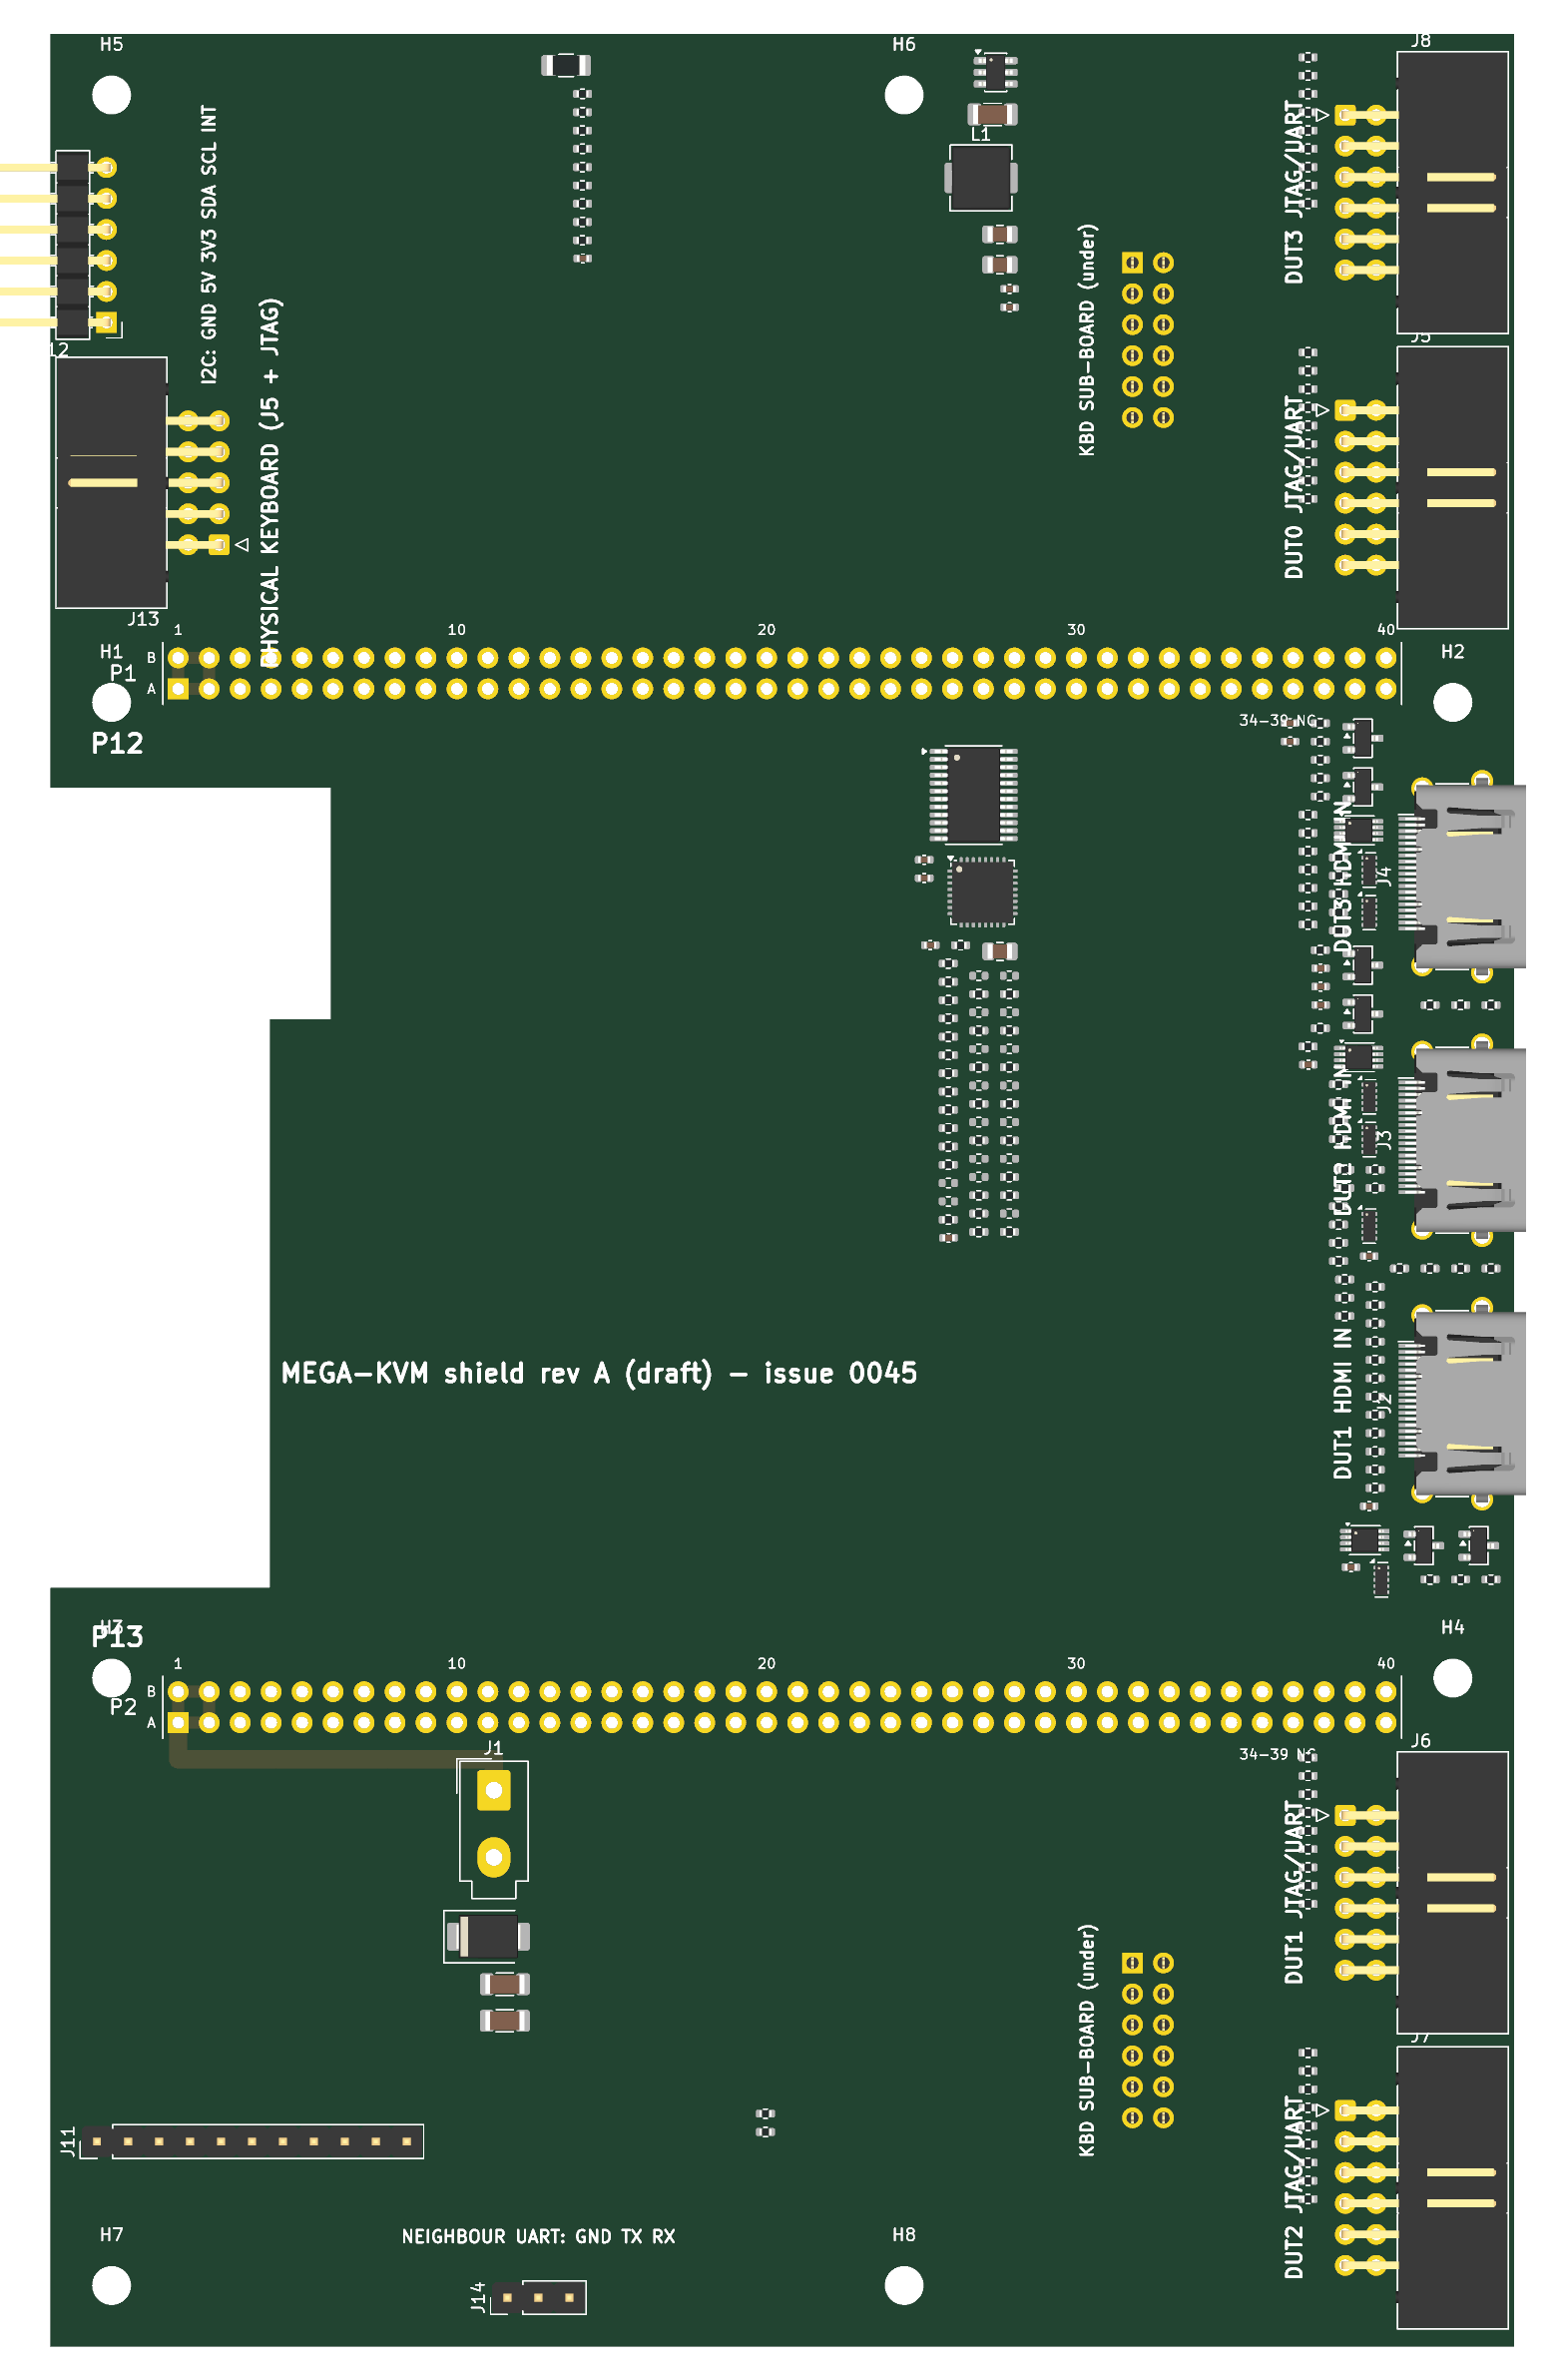 H5
H6
J8
L1
DUT3 JTAG/UART
I2C: GND 5V 3V3 SDA SCL INT
KBD SUB-BOARD (under)
12
J5
PHYSICAL KEYBOARD (J5 + JTAG)
DUT0 JTAG/UART
J13
1 10 20 30 40
H1
B
P1
A
H2
P12
34-39 NC
DUT3 HDMI IN
J4
DUT2 HDMI IN
J3
MEGA-KVM shield rev A (draft) - issue 0045
DUT1 HDMI IN
J2
H3
P13
H4
1 10 20 30 40
B
P2
A
J1
34-39 NC
J6
DUT1 JTAG/UART
KBD SUB-BOARD (under)
J7
J11
DUT2 JTAG/UART
H7
NEIGHBOUR UART: GND TX RX
H8
J14